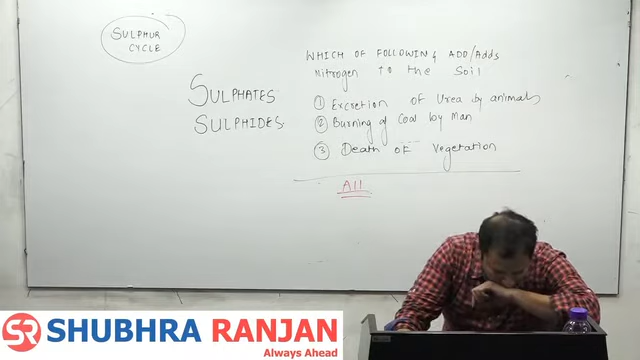 SULPHUR
CYCLE
SULPHATES
SULPHIDES
WHICH OF FOLLOWING ADD/Adds
Nitrogen To the Soil
① Excretion of Urea by animals
② Burning of Coal by Man
③ Death OF Vegetation
All
SR SHUBHRA RANJAN
Always Ahead